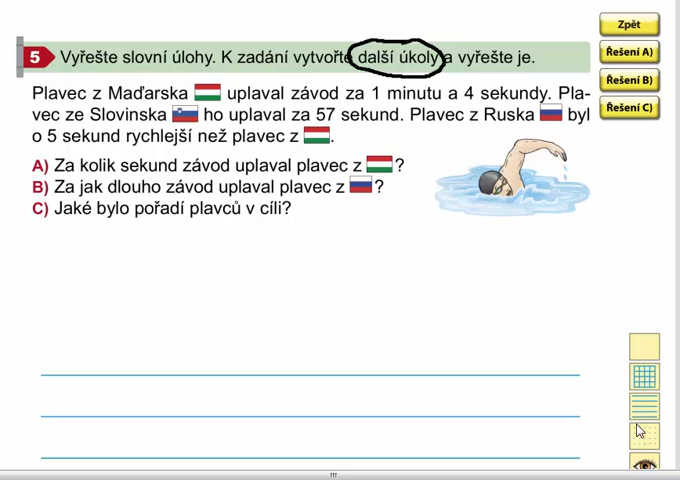 Zpět
5 Vyřešte slovní úlohy. K zadání vytvořte další úkoly a vyřešte je.
Řešení A)
Řešení B)
Řešení C)
Plavec z Maďarska uplaval závod za 1 minutu a 4 sekundy. Pla-
vec ze Slovinska ho uplaval za 57 sekund. Plavec z Ruska byl
o 5 sekund rychlejší než plavec z .
A) Za kolik sekund závod uplaval plavec z ?
B) Za jak dlouho závod uplaval plavec z ?
C) Jaké bylo pořadí plavců v cíli?